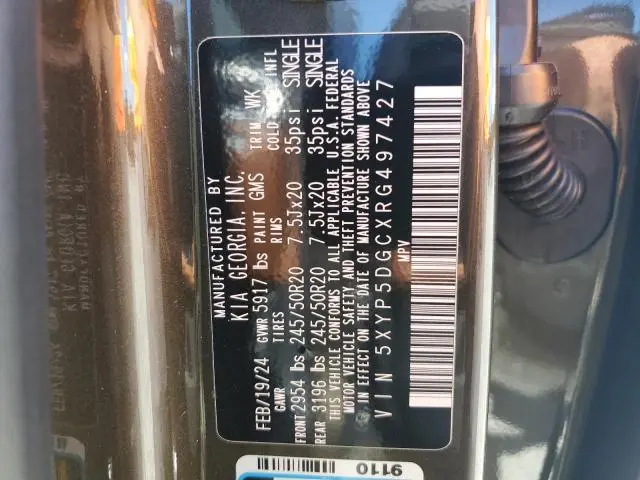 MANUFACTURED BY
KIA GEORGIA, INC.
FEB/19/24 GVWR 5917 lbs PAINT GMS TRIM WK
GAWR TIRES RIMS COLD INFL
FRONT 2954 lbs 245/50R20 7.5Jx20 35psi SINGLE
REAR 3196 lbs 245/50R20 7.5Jx20 35psi SINGLE
THIS VEHICLE CONFORMS TO ALL APPLICABLE U.S.A. FEDERAL
MOTOR VEHICLE SAFETY AND THEFT PREVENTION STANDARDS
IN EFFECT ON THE DATE OF MANUFACTURE SHOWN ABOVE
VIN 5XYP5DGCXRG497427
MPV
9110